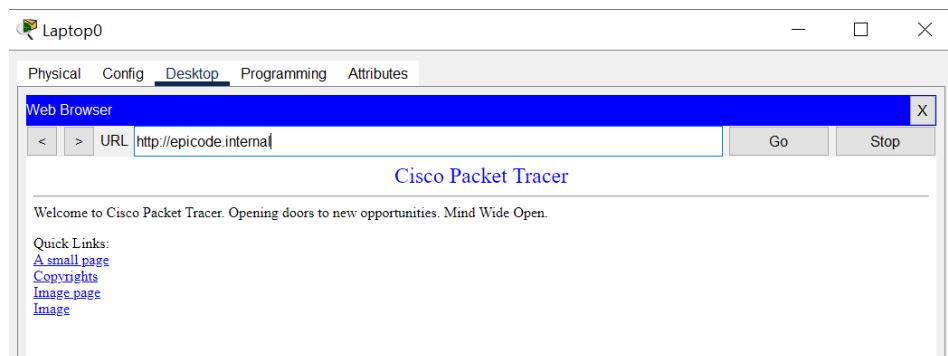 Laptop0
Physical Config Desktop Programming Attributes
Web Browser X
< > URL http://epicode.internal Go Stop
Cisco Packet Tracer
Welcome to Cisco Packet Tracer. Opening doors to new opportunities. Mind Wide Open.
Quick Links:
A small page
Copyrights
Image page
Image